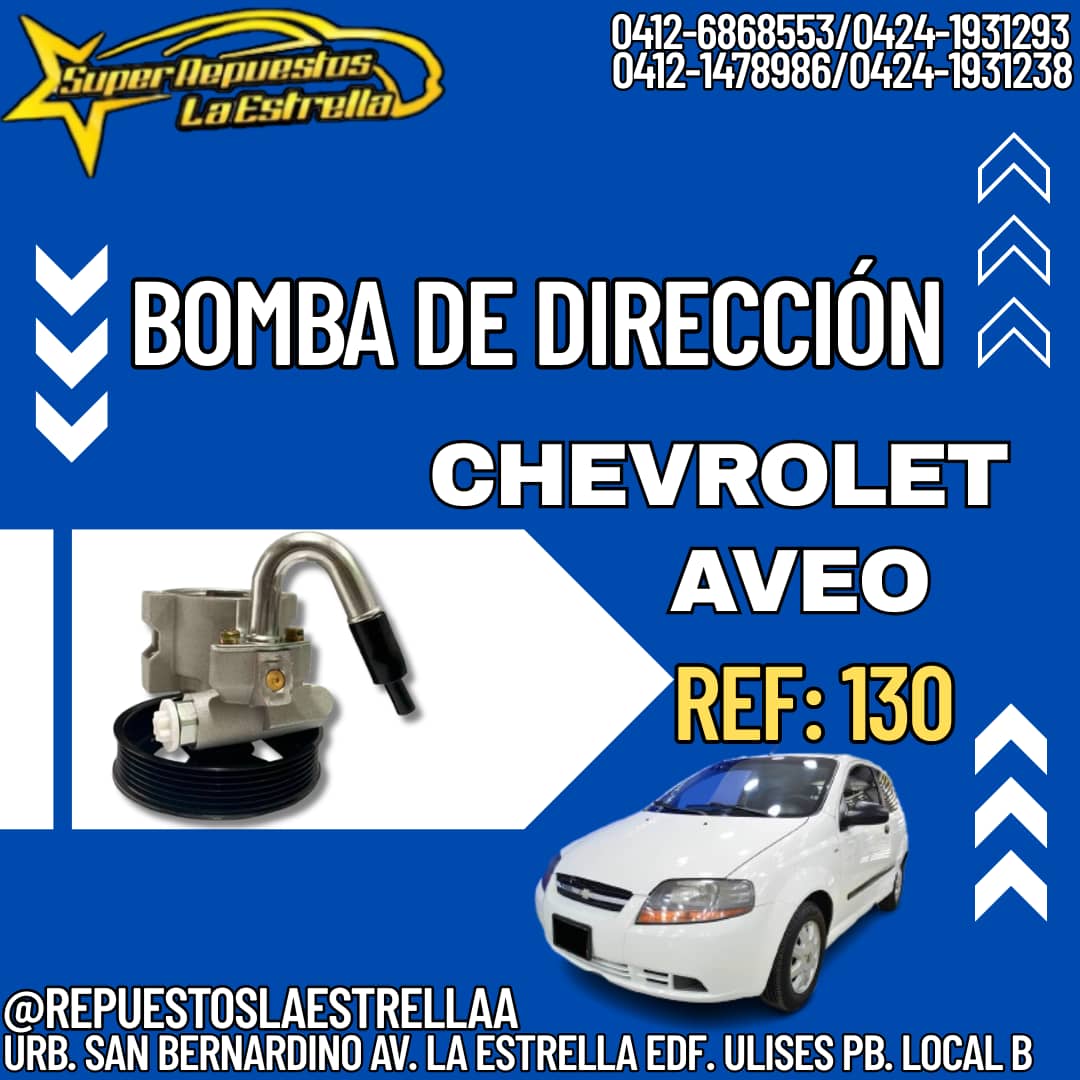 Super Repuestos
La Estrella
0412-6868553/0424-1931293
0412-1478986/0424-1931238
BOMBA DE DIRECCIÓN
CHEVROLET
AVEO
REF: 130
@REPUESTOSLAESTRELLAA
URB. SAN BERNARDINO AV. LA ESTRELLA EDF. ULISES PB. LOCAL B